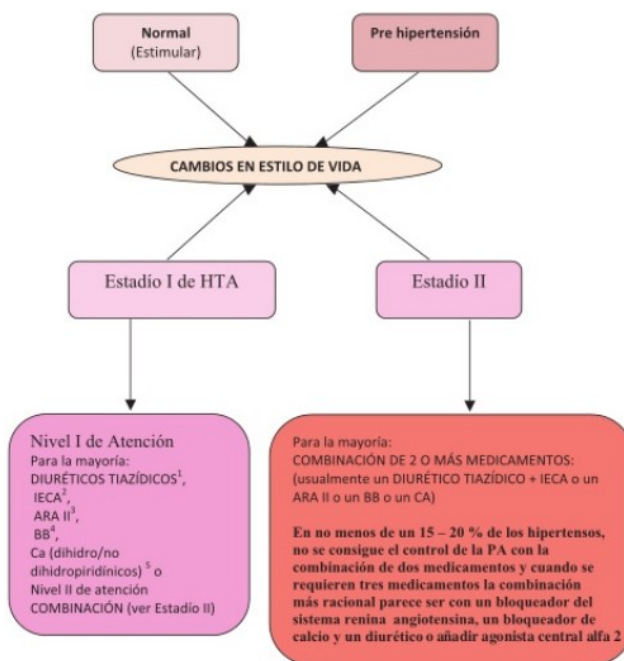 Normal
(Estimular)
Pre hipertensión
CAMBIOS EN ESTILO DE VIDA
Estadío I de HTA
Estadío II
Nivel I de Atención
Para la mayoría:
DIURÉTICOS TIAZÍDICOS¹,
IECA²,
ARA II³,
BB⁴,
Ca (dihidro/no
dihidropiridínicos) ⁵ o
Nivel II de atención
COMBINACIÓN (ver Estadío II)
Para la mayoría:
COMBINACIÓN DE 2 O MÁS MEDICAMENTOS:
(usualmente un DIURÉTICO TIAZÍDICO + IECA o un
ARA II o un BB o un CA)
En no menos de un 15 – 20 % de los hipertensos,
no se consigue el control de la PA con la
combinación de dos medicamentos y cuando se
requieren tres medicamentos la combinación
más racional parece ser con un bloqueador del
sistema renina angiotensina, un bloqueador de
calcio y un diurético o añadir agonista central alfa 2